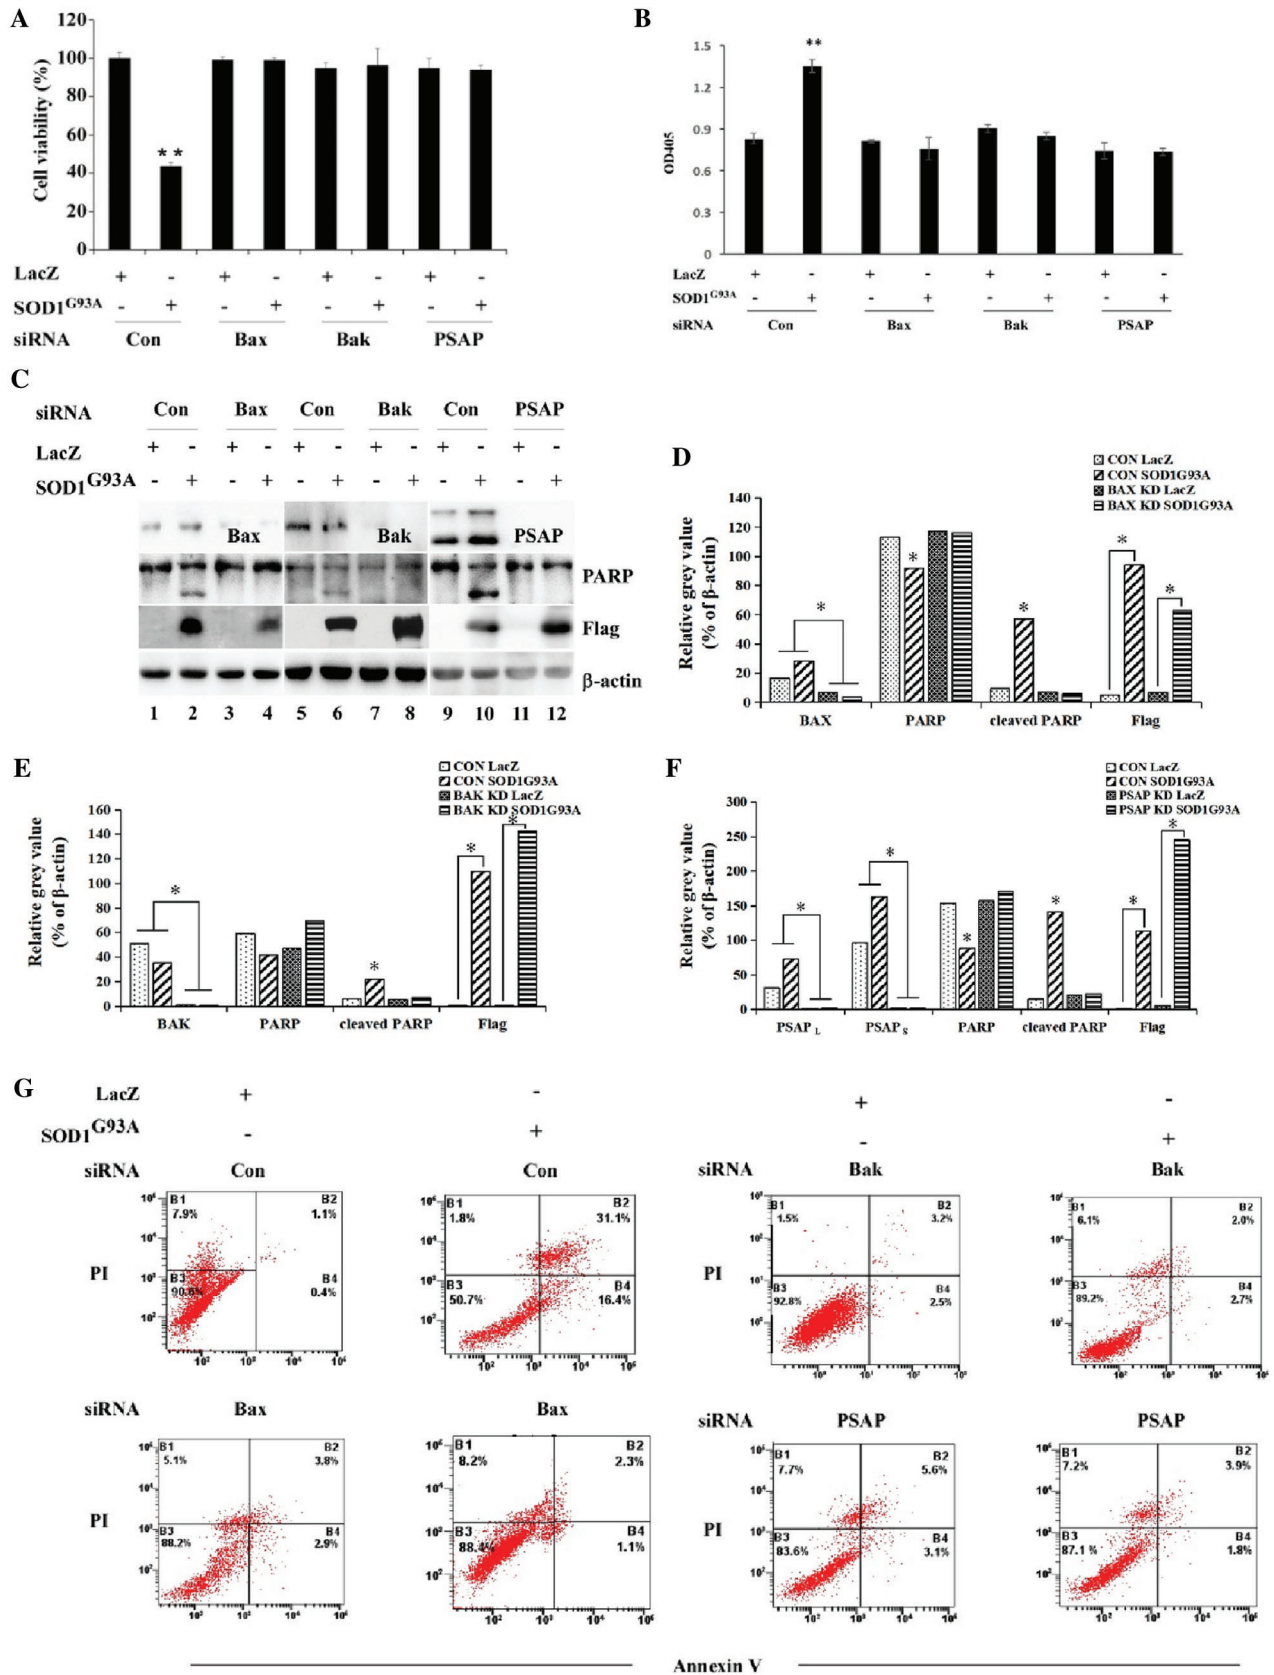 A
120
100
80
60
40
20
0
Cell viability (%)
**
LacZ + - + - + - + -
SOD1G93A - + - + - + - +
siRNA Con Bax Bak PSAP
B
1.5
1.2
0.9
0.6
0.3
0
OD405
**
LacZ + - + - + - + -
SOD1G93A - + - + - + - +
siRNA Con Bax Bak PSAP
C
siRNA Con Bax Con Bak Con PSAP
LacZ + - + - + - + - + - + -
SOD1G93A - + - + - + - + - + - +
Bax Bak PSAP
PARP
Flag
β-actin
1 2 3 4 5 6 7 8 9 10 11 12
D
CON LacZ
CON SOD1G93A
BAX KD LacZ
BAX KD SOD1G93A
140
120
100
80
60
40
20
0
Relative grey value
(% of β-actin)
* * * * *
BAX PARP cleaved PARP Flag
E
CON LacZ
CON SOD1G93A
BAK KD LacZ
BAK KD SOD1G93A
160
140
120
100
80
60
40
20
0
Relative grey value
(% of β-actin)
* * * *
BAK PARP cleaved PARP Flag
F
CON LacZ
CON SOD1G93A
PSAP KD LacZ
PSAP KD SOD1G93A
300
250
200
150
100
50
0
Relative grey value
(% of β-actin)
* * * * * *
PSAP L PSAP S PARP cleaved PARP Flag
G
LacZ + - + -
SOD1G93A - + - +
siRNA Con Con siRNA Bak Bak
B1 7.9% B2 1.1%
B3 90.6% B4 0.4%
B1 1.8% B2 31.1%
B3 50.7% B4 16.4%
B1 1.5% B2 3.2%
B3 92.8% B4 2.5%
B1 6.1% B2 2.0%
B3 89.2% B4 2.7%
PI PI
siRNA Bax Bax siRNA PSAP PSAP
B1 5.1% B2 3.8%
B3 88.2% B4 2.9%
B1 8.2% B2 2.3%
B3 88.4% B4 1.1%
B1 7.7% B2 5.6%
B3 83.6% B4 3.1%
B1 7.2% B2 3.9%
B3 87.1 % B4 1.8%
PI PI
Annexin V